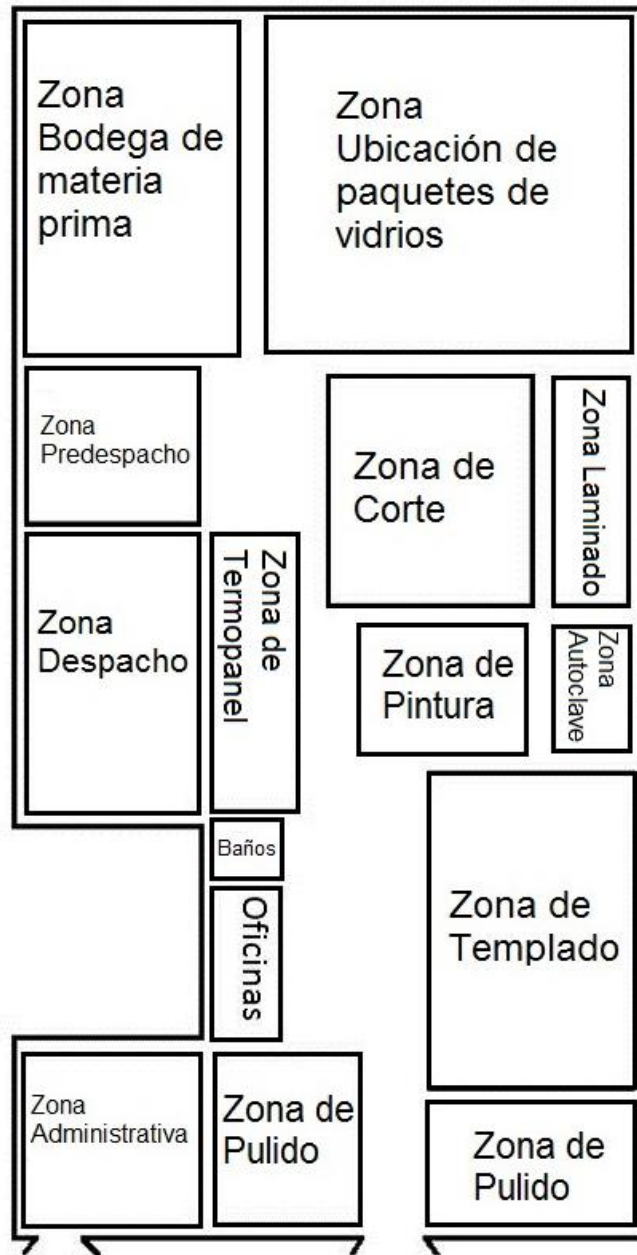 Zona
Bodega de
materia
prima
Zona
Ubicación de
paquetes de
vidrios
Zona
Predespacho
Zona de
Corte
Zona Laminado
Zona
Despacho
Zona de
Termopanel
Zona de
Pintura
Zona
Autoclave
Baños
Oficinas
Zona de
Templado
Zona
Administrativa
Zona de
Pulido
Zona de
Pulido